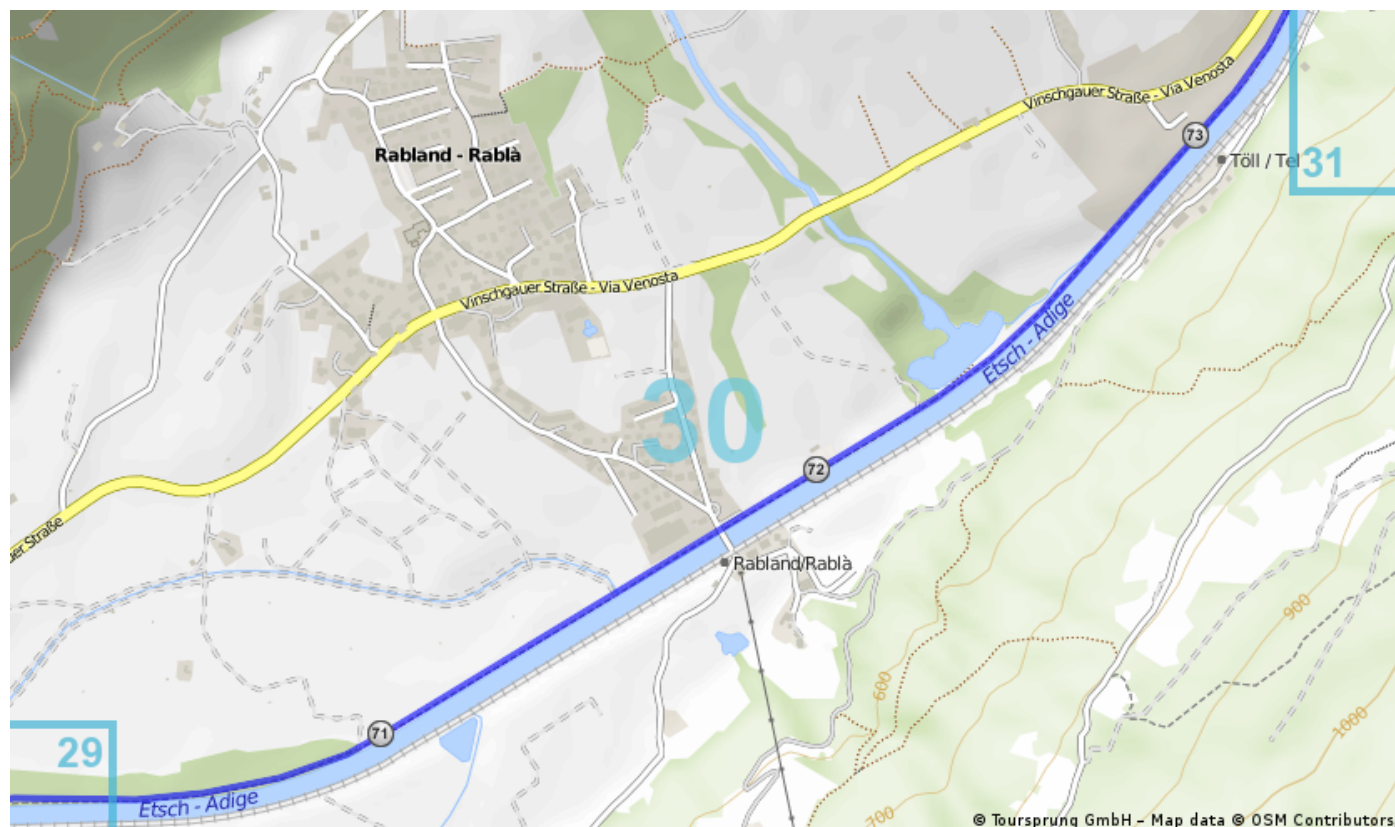 Vinschgauer Straße - Via Venosta
73
Rabland - Rablà
Töll / Tel
31
Vinschgauer Straße - Via Venosta
Etsch - Adige
30
72
er Straße
Rabland/Rablà
900
600
71
1000
29
Etsch - Adige
700
© Toursprung GmbH – Map data © OSM Contributors